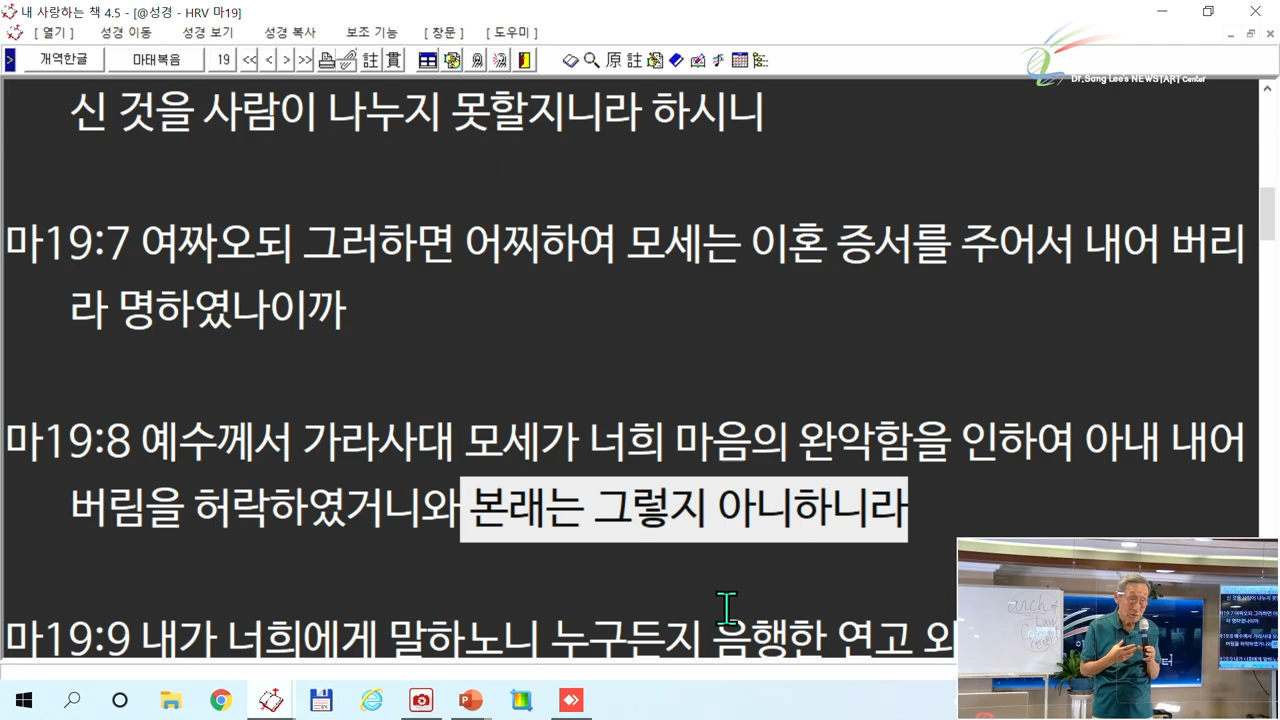 내 사랑하는 책 4.5 - [@성경 - HRV 마19]
[ 열기 ] 성경 이동 성경 보기 성경 복사 보조 기능 [ 창문 ] [ 도우미 ]
개역한글 마태복음 19 << < > >> 註 貫 原 註
Dr.Sang Lee's NEWSTART Center
신 것을 사람이 나누지 못할지니라 하시니
마19:7 여짜오되 그러하면 어찌하여 모세는 이혼 증서를 주어서 내어 버리
라 명하였나이까
마19:8 예수께서 가라사대 모세가 너희 마음의 완악함을 인하여 아내 내어
버림을 허락하였거니와 본래는 그렇지 아니하니라
마19:9 내가 너희에게 말하노니 누구든지 음행한 연고 외
arch of
Law